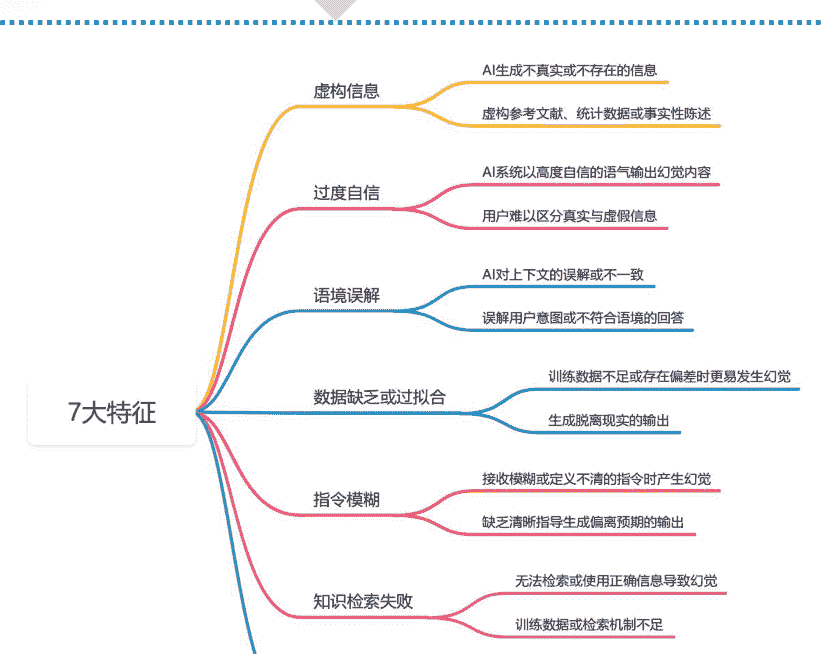 虚构信息
AI生成不真实或不存在的信息
虚构参考文献、统计数据或事实性陈述
过度自信
AI系统以高度自信的语气输出幻觉内容
用户难以区分真实与虚假信息
语境误解
AI对上下文的误解或不一致
误解用户意图或不符合语境的回答
7大特征
数据缺乏或过拟合
训练数据不足或存在偏差时更易发生幻觉
生成脱离现实的输出
指令模糊
接收模糊或定义不清的指令时产生幻觉
缺乏清晰指导生成偏离预期的输出
知识检索失败
无法检索或使用正确信息导致幻觉
训练数据或检索机制不足